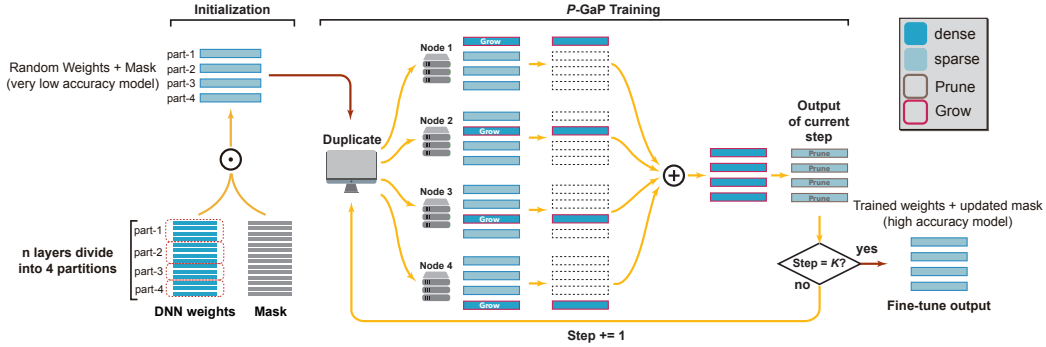 Initialization
P-GaP Training
part-1
part-2
part-3
part-4
Random Weights + Mask
(very low accuracy model)
n layers divide
into 4 partitions
part-1
part-2
part-3
part-4
DNN weights
Mask
Duplicate
Node 1
Grow
Node 2
Grow
Node 3
Grow
Node 4
Grow
Output
of current
step
Prune
Prune
Prune
Prune
Step = K?
yes
no
Step += 1
Trained weights + updated mask
(high accuracy model)
Fine-tune output
dense
sparse
Prune
Grow